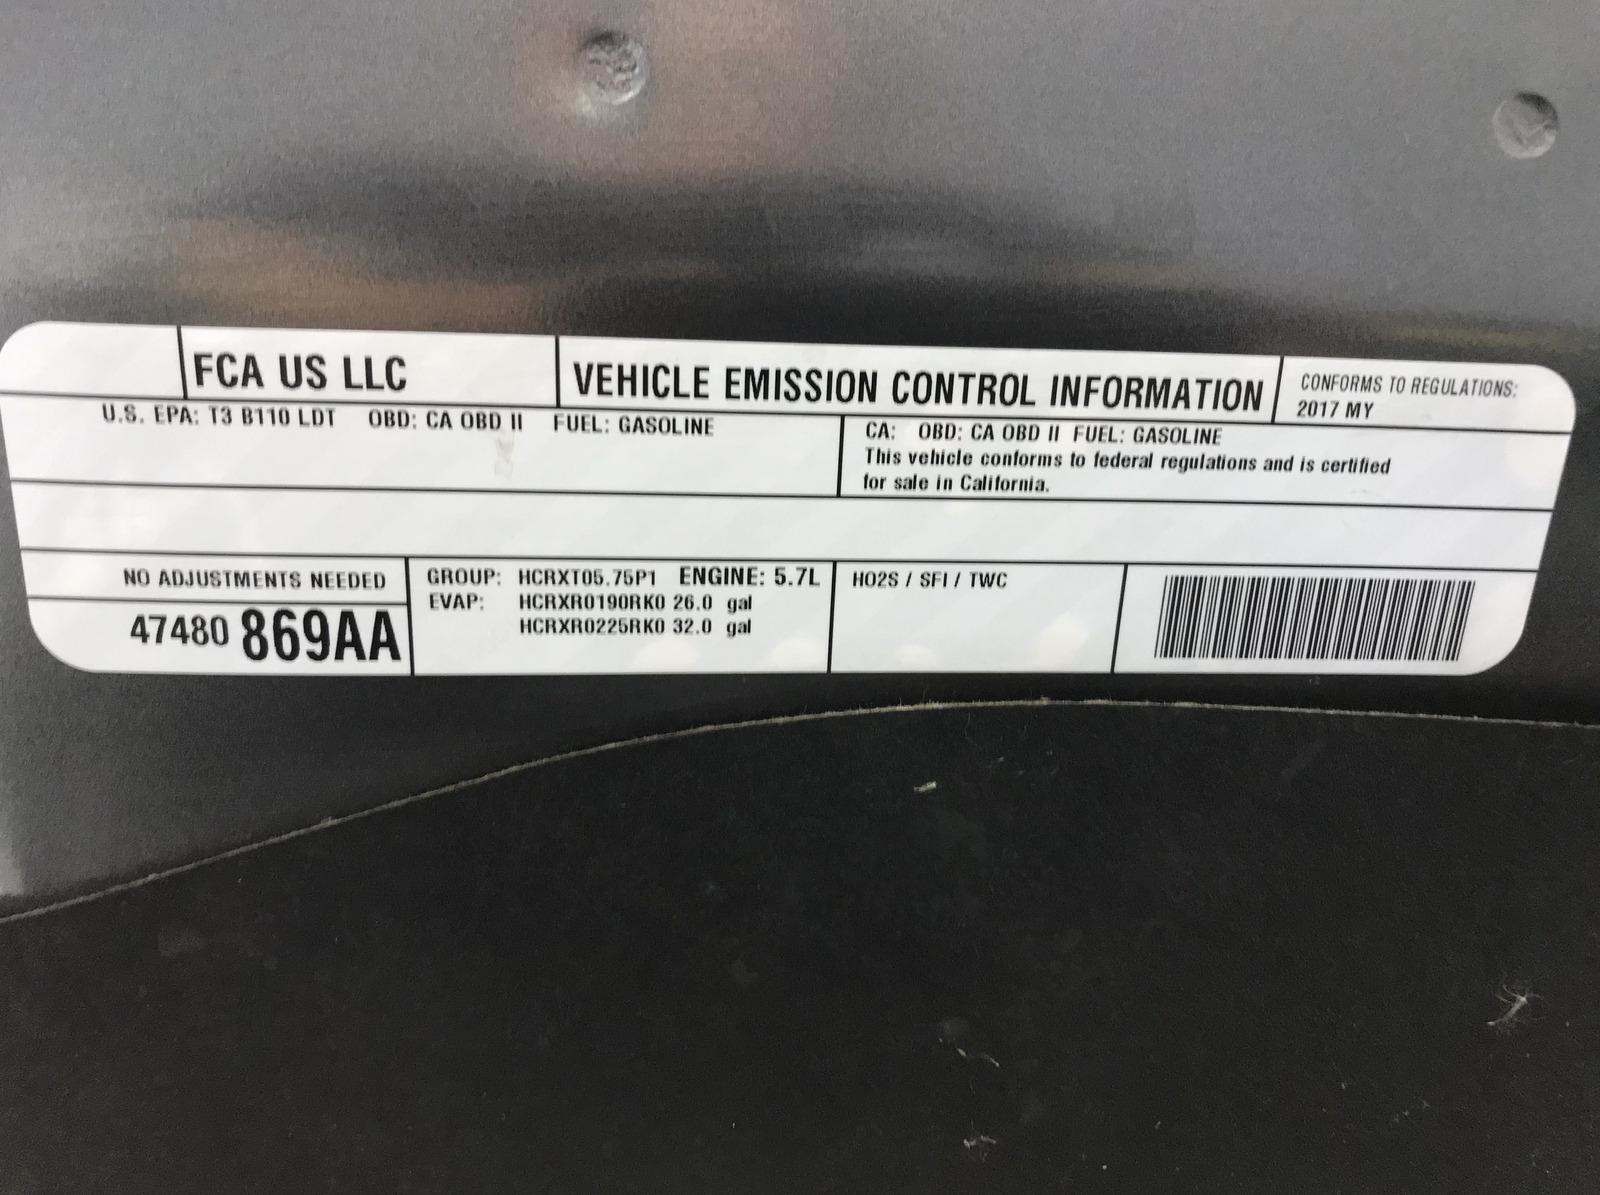 FCA US LLC
VEHICLE EMISSION CONTROL INFORMATION
CONFORMS TO REGULATIONS:
2017 MY
U.S. EPA: T3 B110 LDT OBD: CA OBD II FUEL: GASOLINE
CA: OBD: CA OBD II FUEL: GASOLINE
This vehicle conforms to federal regulations and is certified
for sale in California.
NO ADJUSTMENTS NEEDED
47480 869AA
GROUP: HCRXT05.75P1 ENGINE: 5.7L
EVAP: HCRXR0190RK0 26.0 gal
HCRXR0225RK0 32.0 gal
HO2S / SFI / TWC